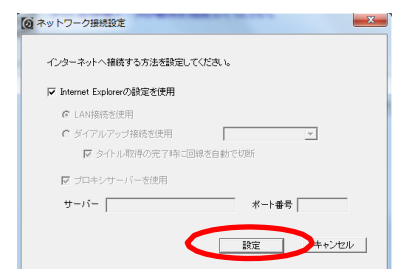 ネットワーク接続設定
インターネットへ接続する方法を設定してください。
Internet Explorerの設定を使用
LAN接続を使用
ダイアルアップ接続を使用
タイトル取得の完了時に回線を自動で切断
プロキシサーバーを使用
サーバー ポート番号
設定 キャンセル